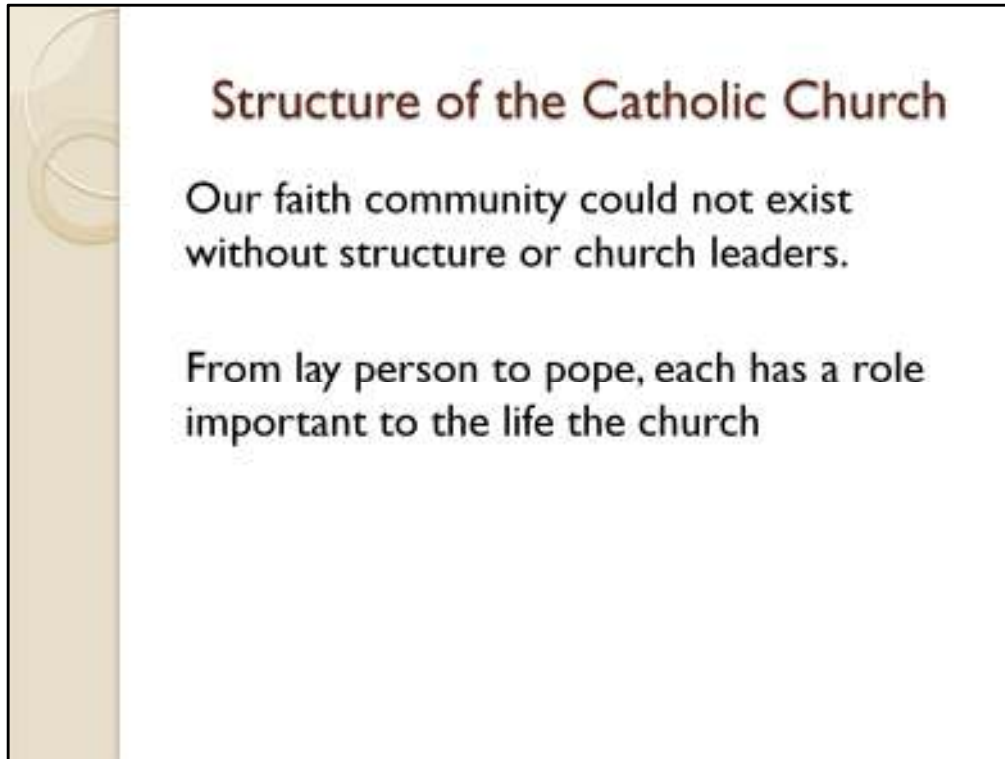 Structure of the Catholic Church
Our faith community could not exist
without structure or church leaders.
From lay person to pope, each has a role
important to the life the church